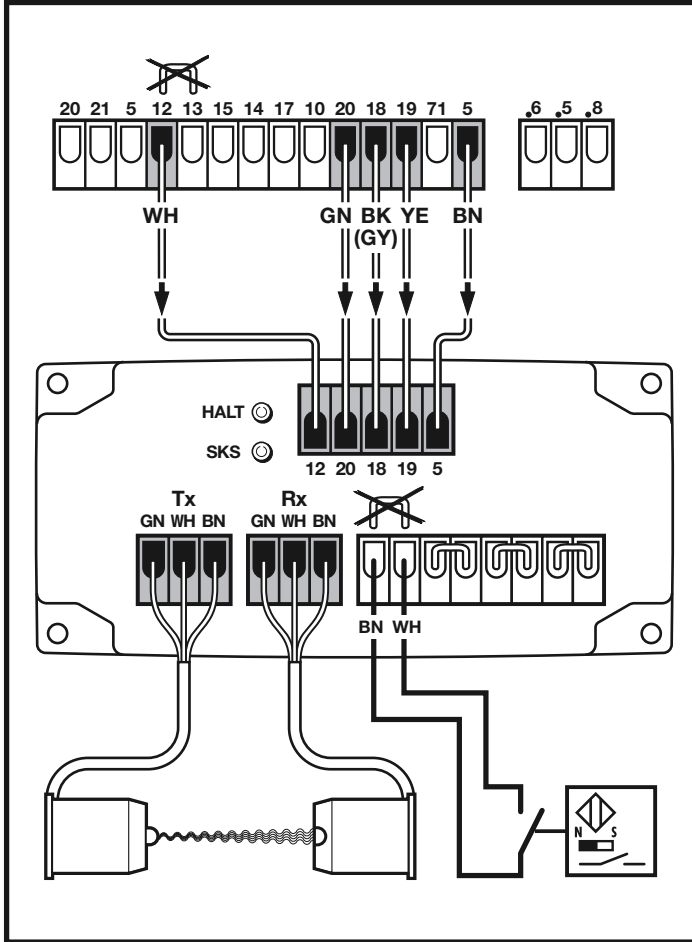 20 21 5 12 13 15 14 17 10 20 18 19 71 5 .6 .5 .8
WH GN BK YE BN
(GY)
HALT
SKS
12 20 18 19 5
Tx Rx
GN WH BN GN WH BN
BN WH
N S